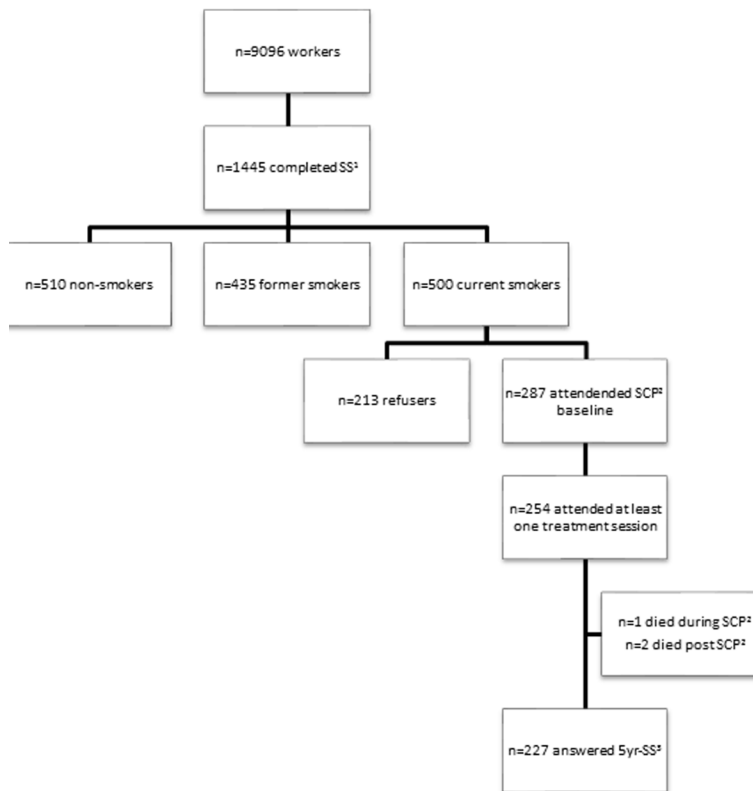 n=9096 workers
n=1445 completed SS¹
n=510 non-smokers
n=435 former smokers
n=500 current smokers
n=213 refusers
n=287 attendended SCP²
baseline
n=254 attended at least
one treatment session
n=1 died during SCP²
n=2 died post SCP²
n=227 answered 5yr-SS³